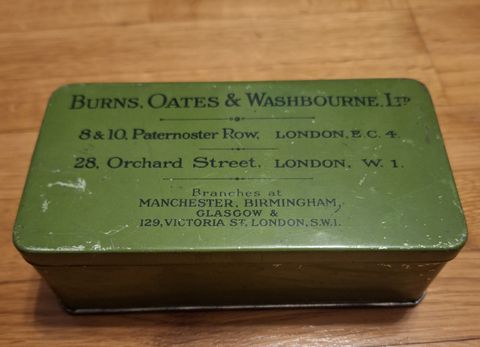 BURNS, OATES & WASHBOURNE, LTD
8 & 10, Paternoster Row, LONDON, E.C. 4.
28, Orchard Street, LONDON, W. 1.
Branches at
MANCHESTER, BIRMINGHAM,
GLASGOW &
129, VICTORIA ST, LONDON, S.W.1.